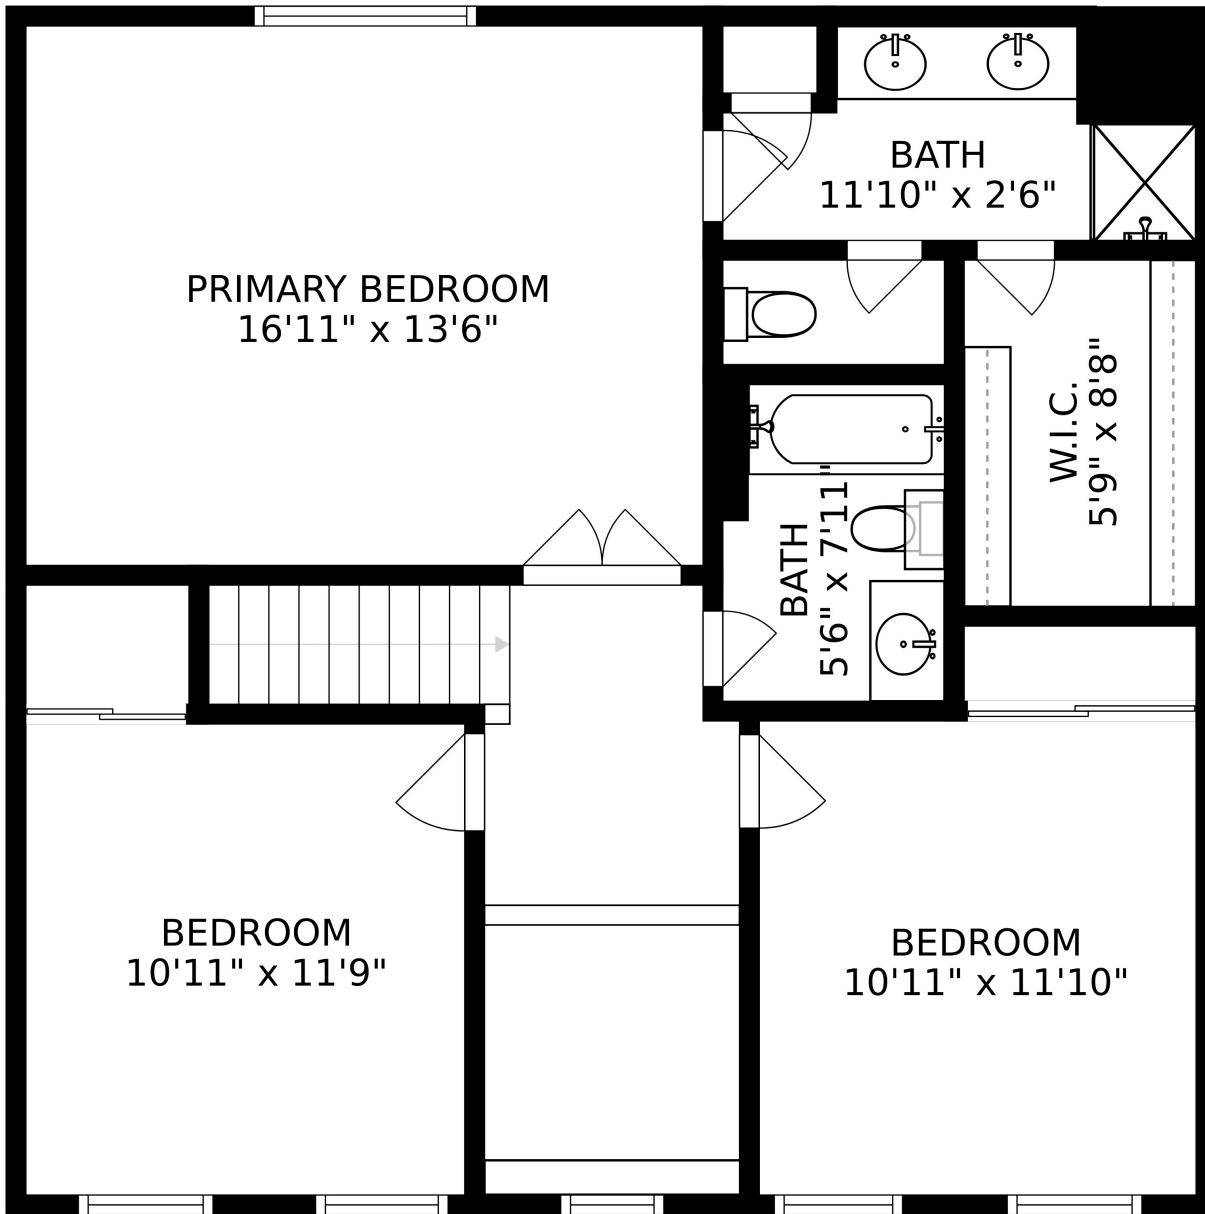 BATH
11'10" x 2'6"
PRIMARY BEDROOM
16'11" x 13'6"
W.I.C.
5'9" x 8'8"
BATH
5'6" x 7'11"
BEDROOM
10'11" x 11'9"
BEDROOM
10'11" x 11'10"